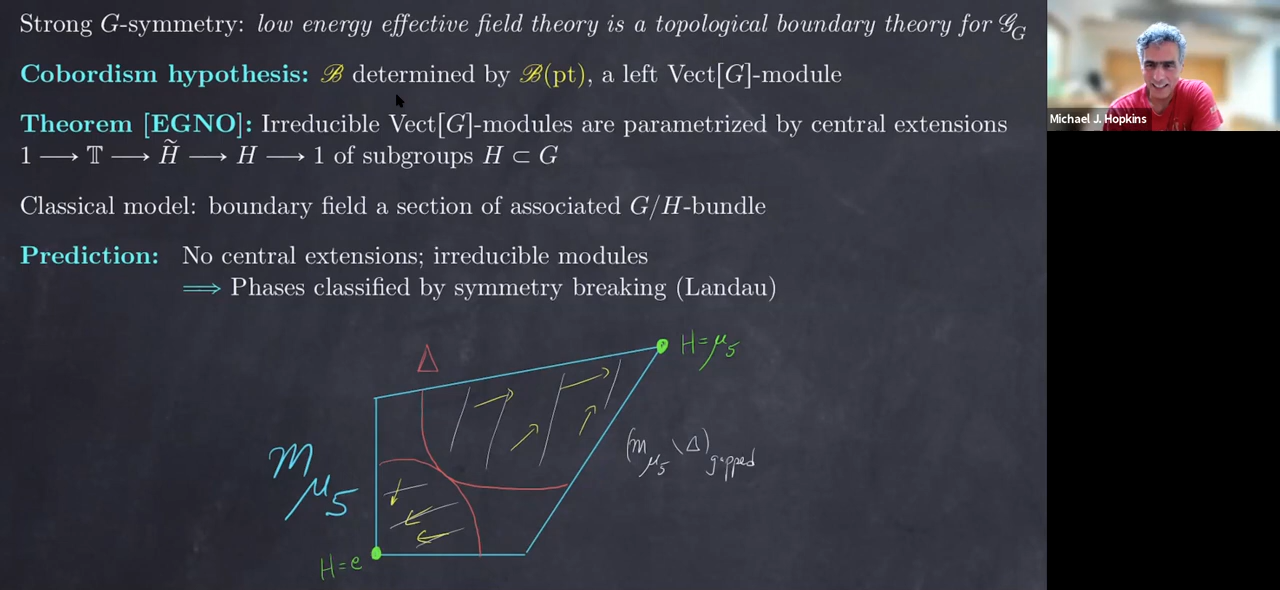 Strong G-symmetry: low energy effective field theory is a topological boundary theory for 𝒢_G
Cobordism hypothesis: ℬ determined by ℬ(pt), a left Vect[G]-module
Theorem [EGNO]: Irreducible Vect[G]-modules are parametrized by central extensions
1 ⟶ 𝕋 ⟶ H̃ ⟶ H ⟶ 1 of subgroups H ⊂ G
Classical model: boundary field a section of associated G/H-bundle
Prediction: No central extensions; irreducible modules
⟹ Phases classified by symmetry breaking (Landau)
Δ
H=μ₅
(m_μ₅ \ Δ)_gapped
m_μ₅
H=e
Michael J. Hopkins